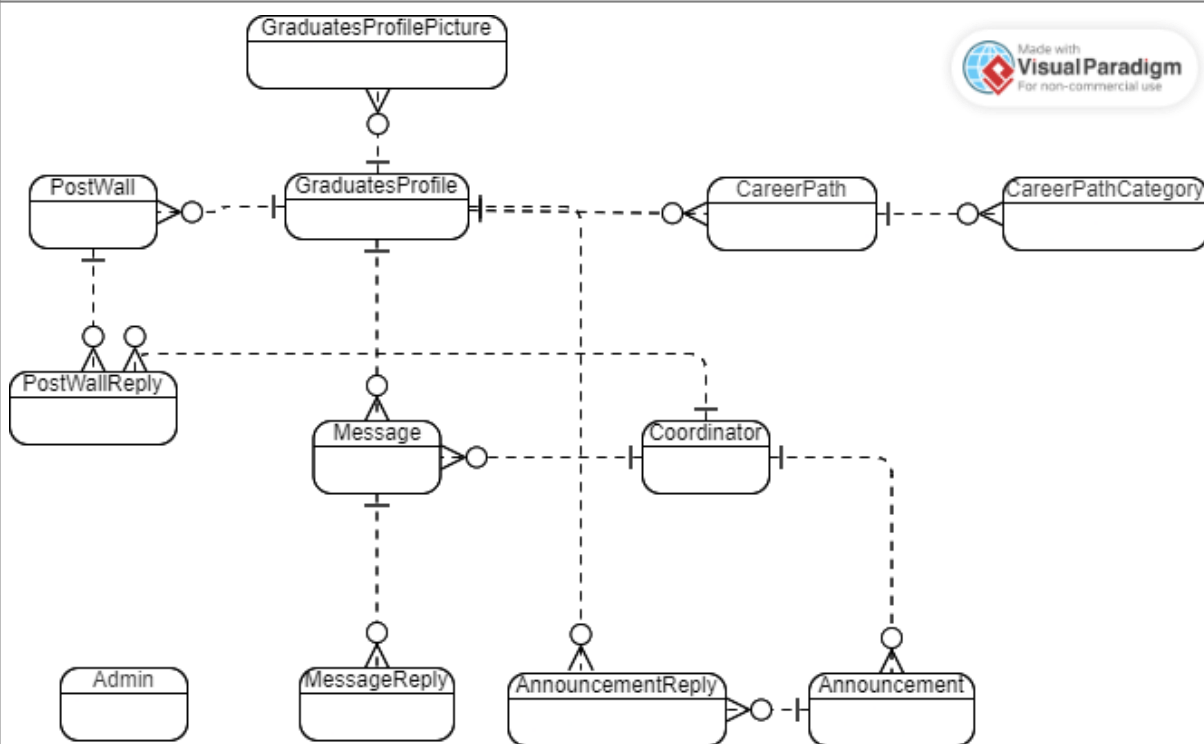 GraduatesProfilePicture
Made with
Visual Paradigm
For non-commercial use
PostWall
GraduatesProfile
CareerPath
CareerPathCategory
PostWallReply
Message
Coordinator
Admin
MessageReply
AnnouncementReply
Announcement